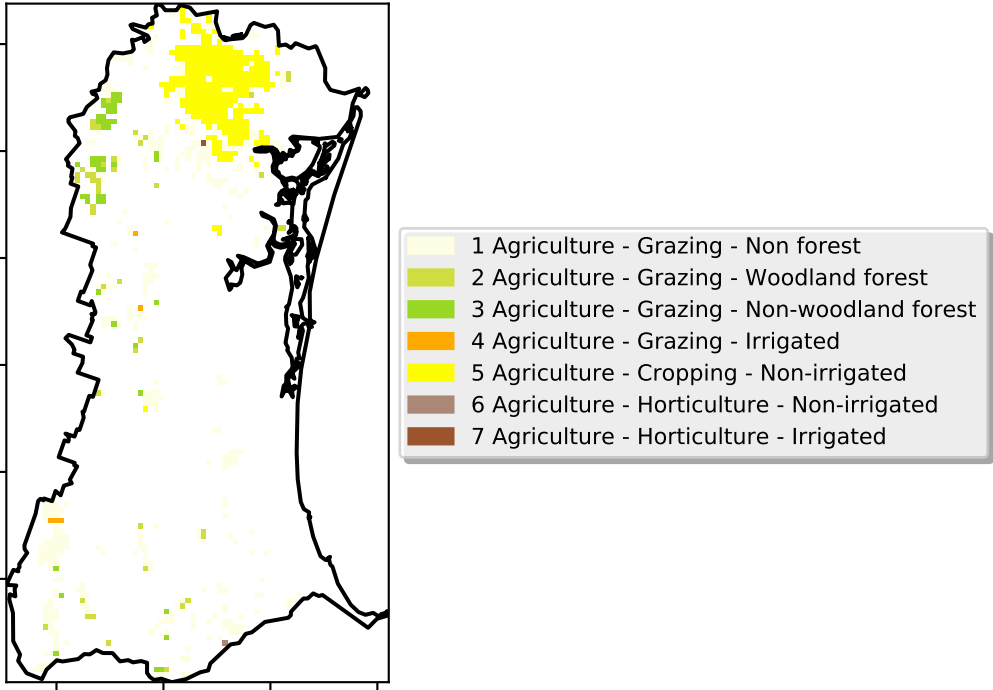 1 Agriculture - Grazing - Non forest
2 Agriculture - Grazing - Woodland forest
3 Agriculture - Grazing - Non-woodland forest
4 Agriculture - Grazing - Irrigated
5 Agriculture - Cropping - Non-irrigated
6 Agriculture - Horticulture - Non-irrigated
7 Agriculture - Horticulture - Irrigated